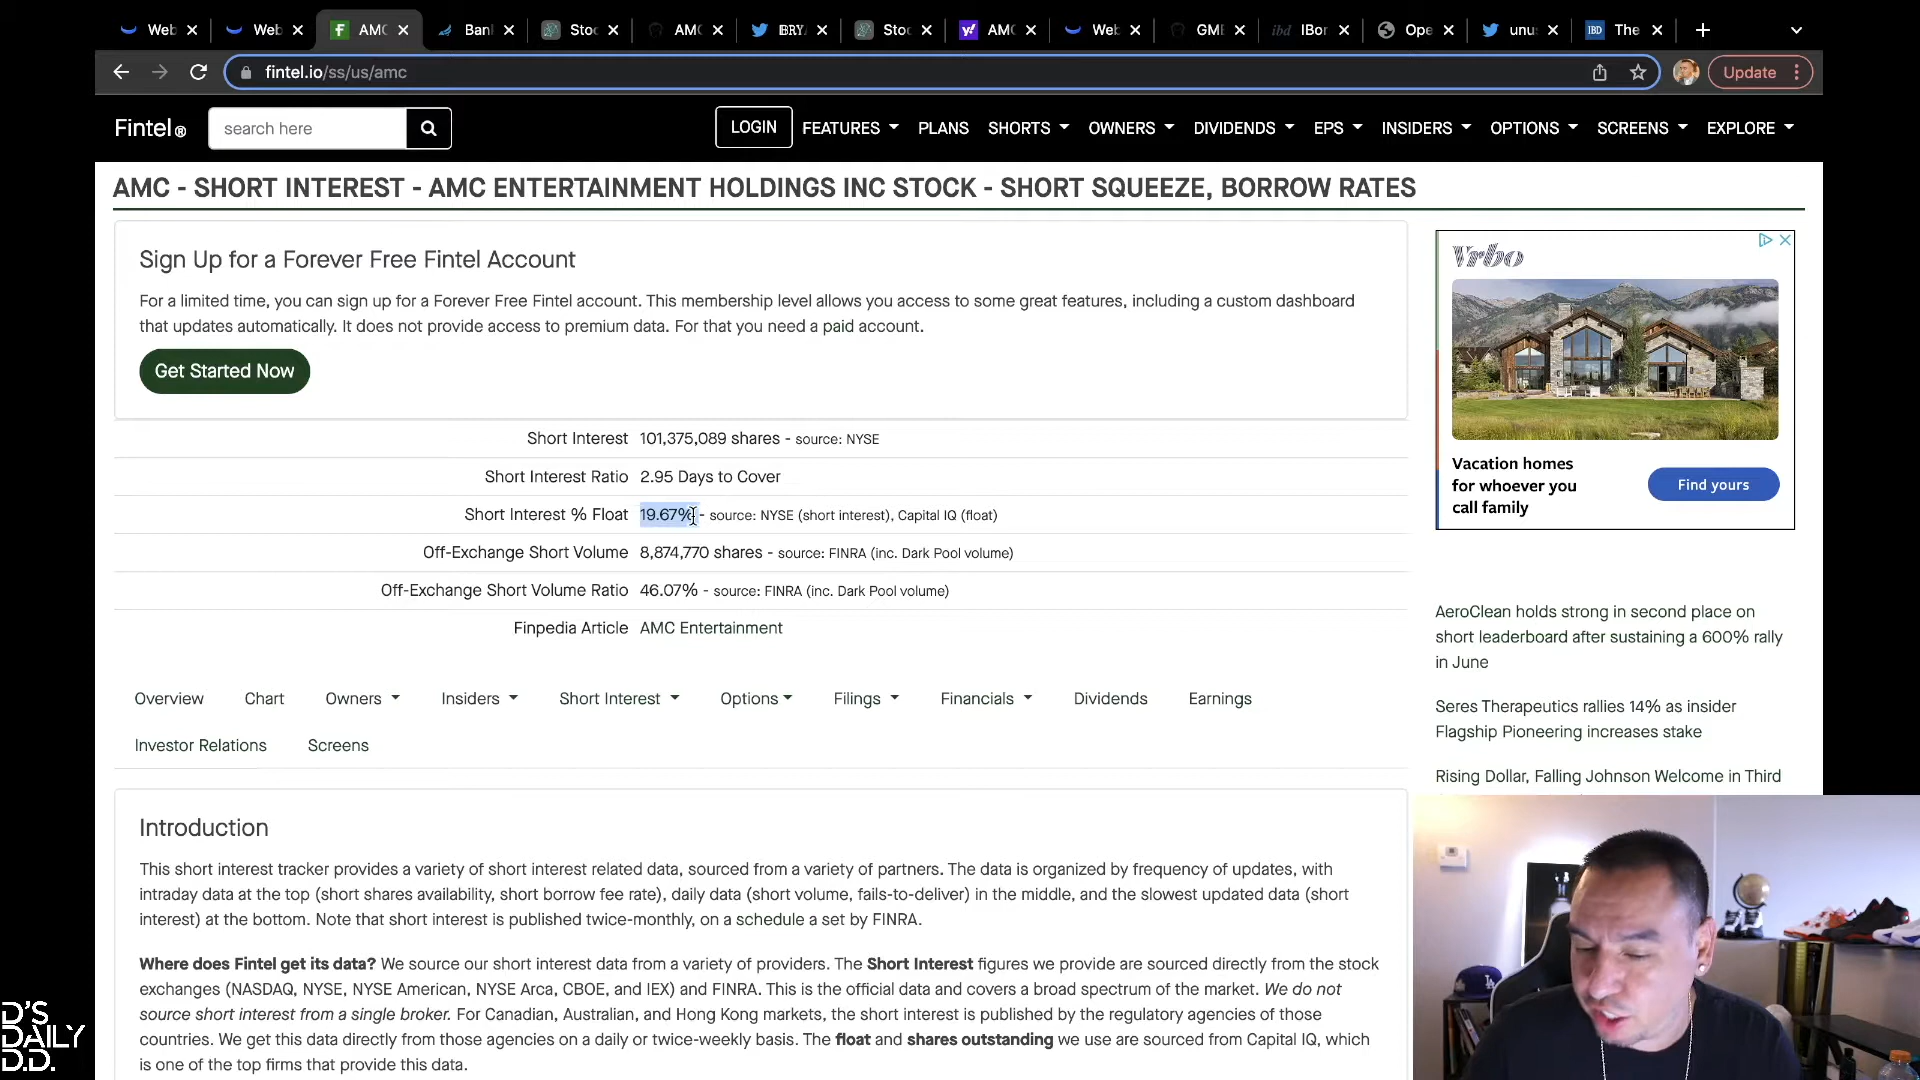 Web
Web
AMC
Bank
Stoc
AMC
BRY
Stoc
AMC
Web
GME
ibd IBor
Ope
unu
IBD The
fintel.io/ss/us/amc
Update
Fintel®
search here
LOGIN
FEATURES
PLANS
SHORTS
OWNERS
DIVIDENDS
EPS
INSIDERS
OPTIONS
SCREENS
EXPLORE
AMC - SHORT INTEREST - AMC ENTERTAINMENT HOLDINGS INC STOCK - SHORT SQUEEZE, BORROW RATES
Sign Up for a Forever Free Fintel Account
For a limited time, you can sign up for a Forever Free Fintel account. This membership level allows you access to some great features, including a custom dashboard
that updates automatically. It does not provide access to premium data. For that you need a paid account.
Get Started Now
Short Interest 101,375,089 shares - source: NYSE
Short Interest Ratio 2.95 Days to Cover
Short Interest % Float 19.67% - source: NYSE (short interest), Capital IQ (float)
Off-Exchange Short Volume 8,874,770 shares - source: FINRA (inc. Dark Pool volume)
Off-Exchange Short Volume Ratio 46.07% - source: FINRA (inc. Dark Pool volume)
Finpedia Article AMC Entertainment
Overview
Chart
Owners
Insiders
Short Interest
Options
Filings
Financials
Dividends
Earnings
Investor Relations
Screens
Introduction
This short interest tracker provides a variety of short interest related data, sourced from a variety of partners. The data is organized by frequency of updates, with
intraday data at the top (short shares availability, short borrow fee rate), daily data (short volume, fails-to-deliver) in the middle, and the slowest updated data (short
interest) at the bottom. Note that short interest is published twice-monthly, on a schedule a set by FINRA.
Where does Fintel get its data? We source our short interest data from a variety of providers. The Short Interest figures we provide are sourced directly from the stock
exchanges (NASDAQ, NYSE, NYSE American, NYSE Arca, CBOE, and IEX) and FINRA. This is the official data and covers a broad spectrum of the market. We do not
source short interest from a single broker. For Canadian, Australian, and Hong Kong markets, the short interest is published by the regulatory agencies of those
countries. We get this data directly from those agencies on a daily or twice-weekly basis. The float and shares outstanding we use are sourced from Capital IQ, which
is one of the top firms that provide this data.
Vrbo
Vacation homes
for whoever you
call family
Find yours
AeroClean holds strong in second place on
short leaderboard after sustaining a 600% rally
in June
Seres Therapeutics rallies 14% as insider
Flagship Pioneering increases stake
Rising Dollar, Falling Johnson Welcome in Third
D'S
DAILY
D.D.